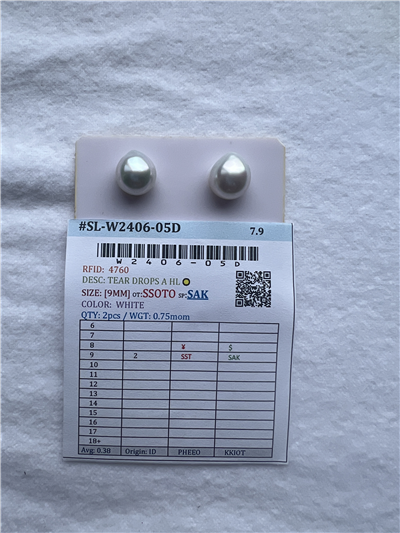 #SL-W2406-05D 7.9
W2406-05D
RFID: 4760
DESC: TEAR DROPS A HL
SIZE: [9MM] OT:SSOTO SP:SAK
COLOR: WHITE
QTY: 2pcs / WGT: 0.75mom
6
7
8 ¥ $
9 2 SST SAK
10
11
12
13
14
15
16
17
18+
Avg: 0.38 Origin: ID PHEEO KKIOT